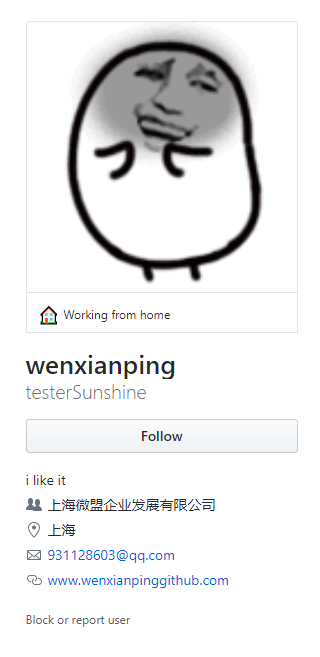 Working from home
wenxianping
testerSunshine
Follow
i like it
上海微盟企业发展有限公司
上海
931128603@qq.com
www.wenxianpinggithub.com
Block or report user